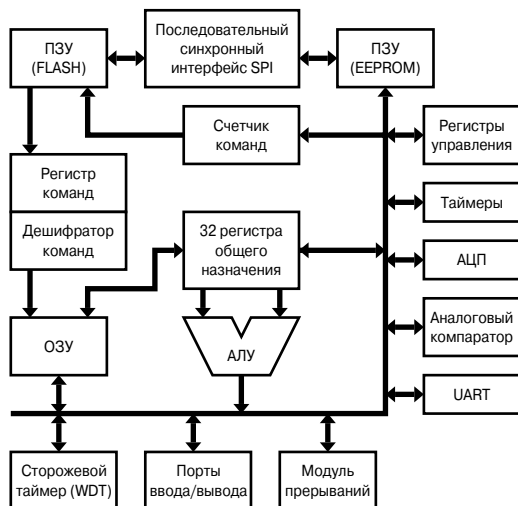 ПЗУ
(FLASH)
Последовательный
синхронный
интерфейс SPI
ПЗУ
(EEPROM)
Счетчик
команд
Регистры
управления
Регистр
команд
Дешифратор
команд
32 регистра
общего
назначения
Таймеры
АЦП
ОЗУ
АЛУ
Аналоговый
компаратор
UART
Сторожевой
таймер (WDT)
Порты
ввода/вывода
Модуль
прерываний